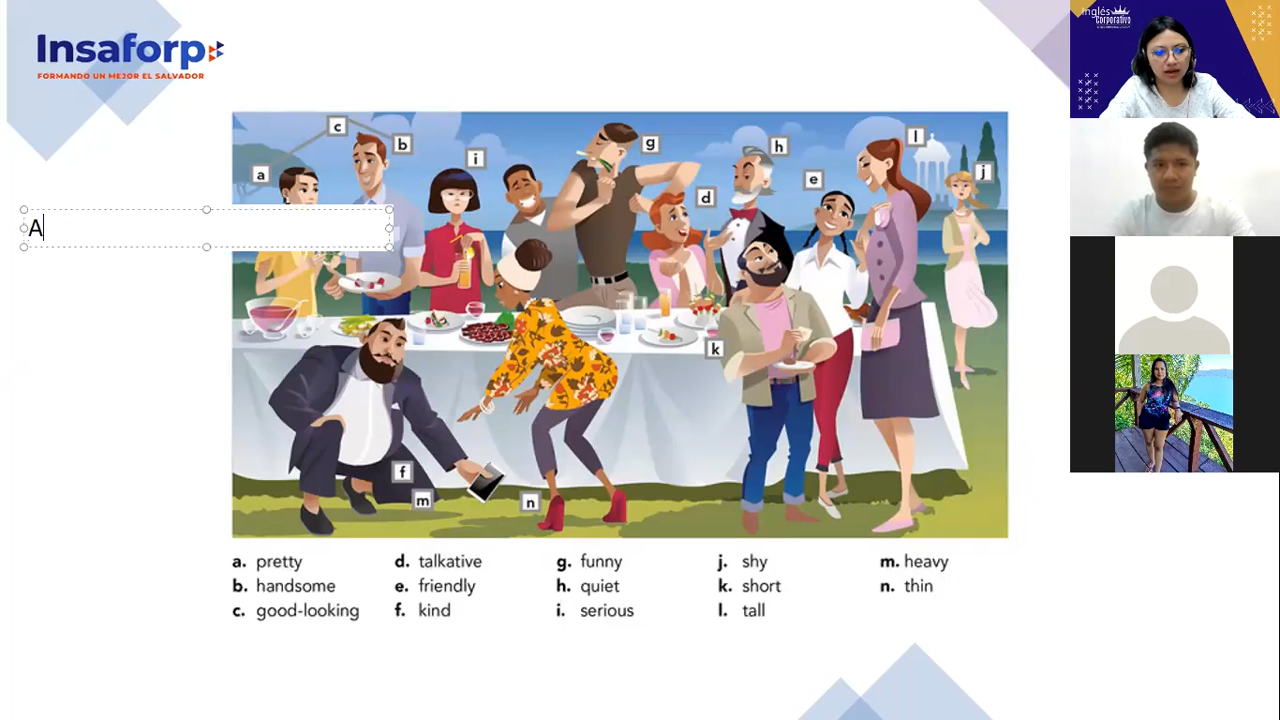 Insaforp
FORMANDO UN MEJOR EL SALVADOR
Inglés
Corporativo
c
b
a
i
g
h
l
j
e
d
A
k
f
m
n
a. pretty
b. handsome
c. good-looking
d. talkative
e. friendly
f. kind
g. funny
h. quiet
i. serious
j. shy
k. short
l. tall
m. heavy
n. thin